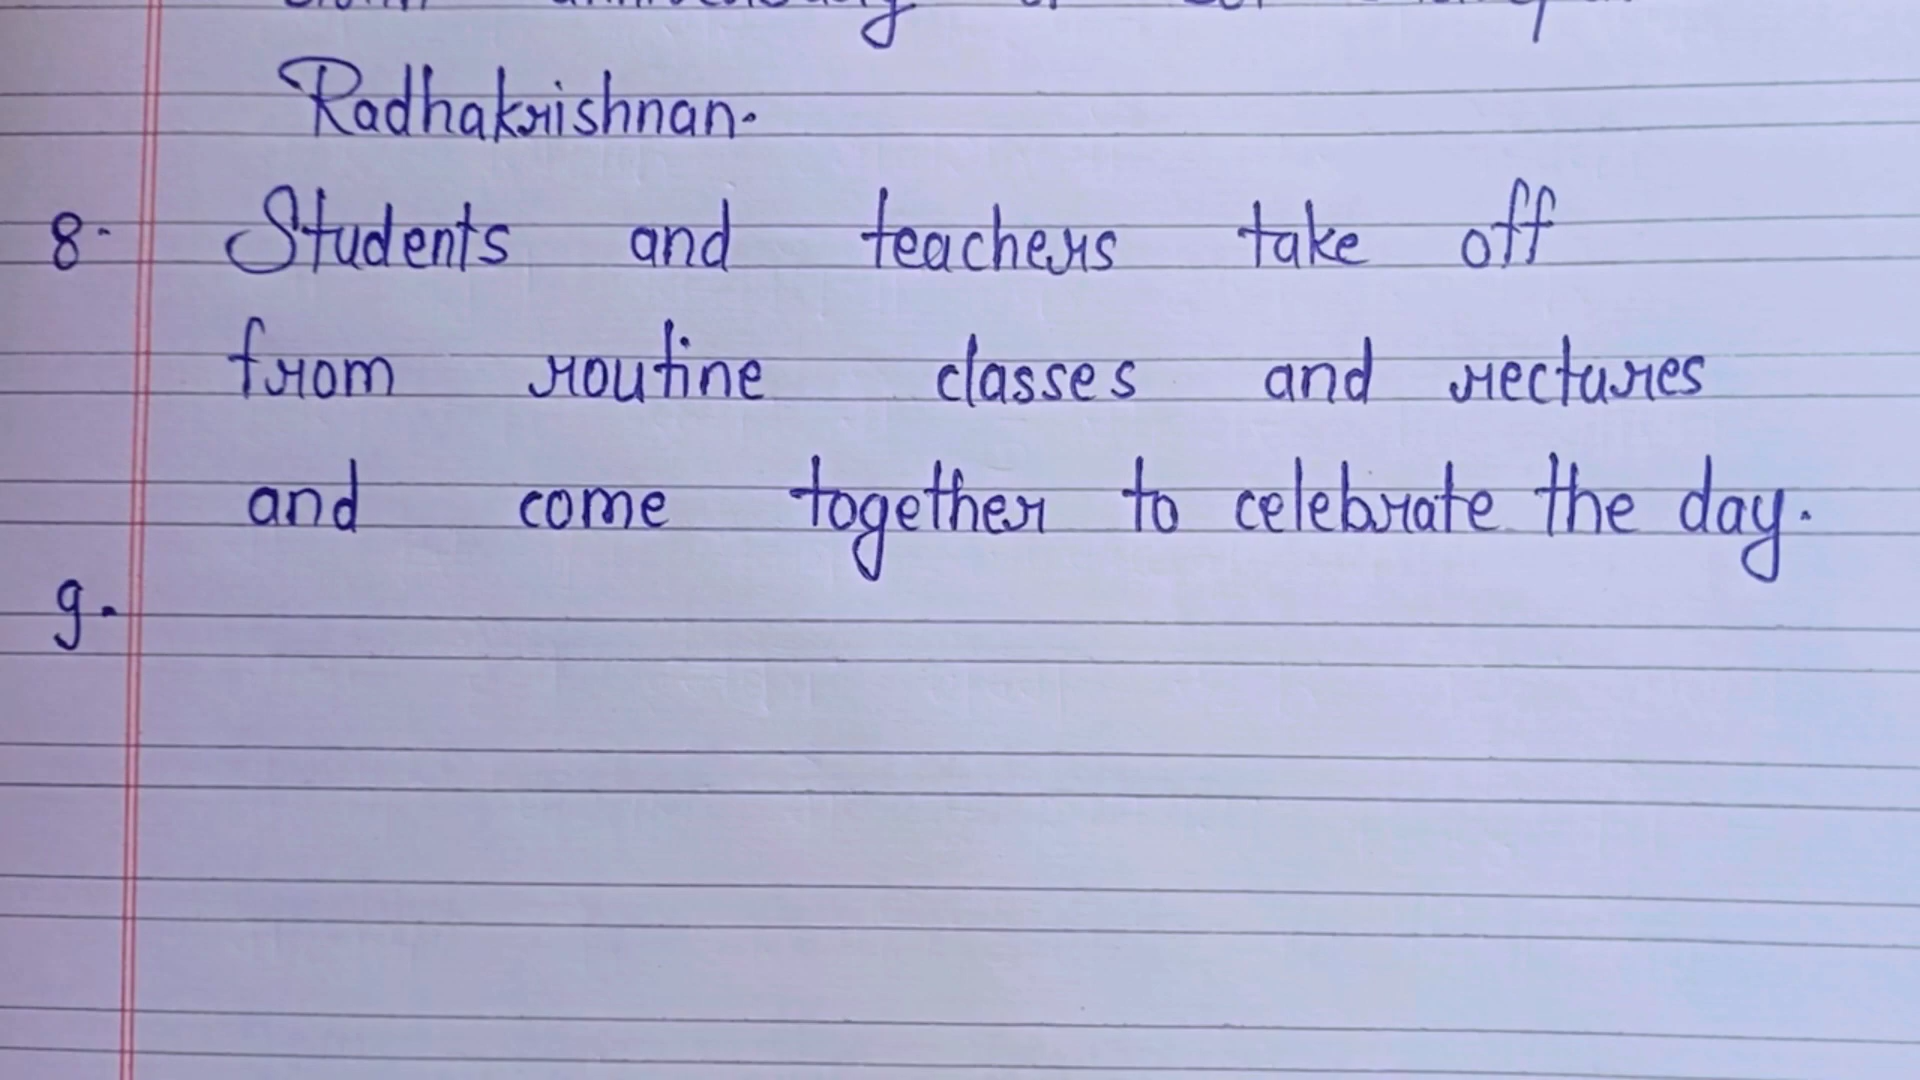 Radhakrishnan.
8. Students and teachers take off
from routine classes and rectures
and come together to celebrate the day.
9.